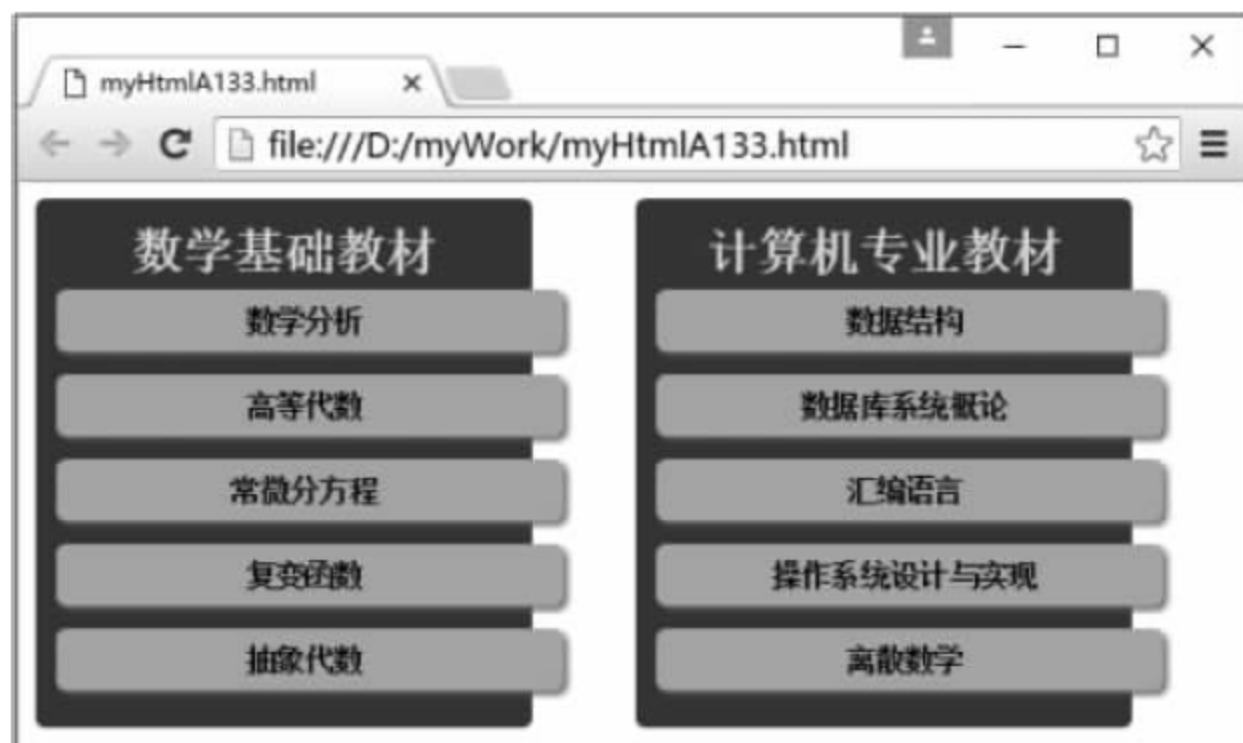 myHtmlA133.html
file:///D:/myWork/myHtmlA133.html
数学基础教材
数学分析
高等代数
常微分方程
复变函数
抽象代数
计算机专业教材
数据结构
数据库系统概论
汇编语言
操作系统设计与实现
离散数学